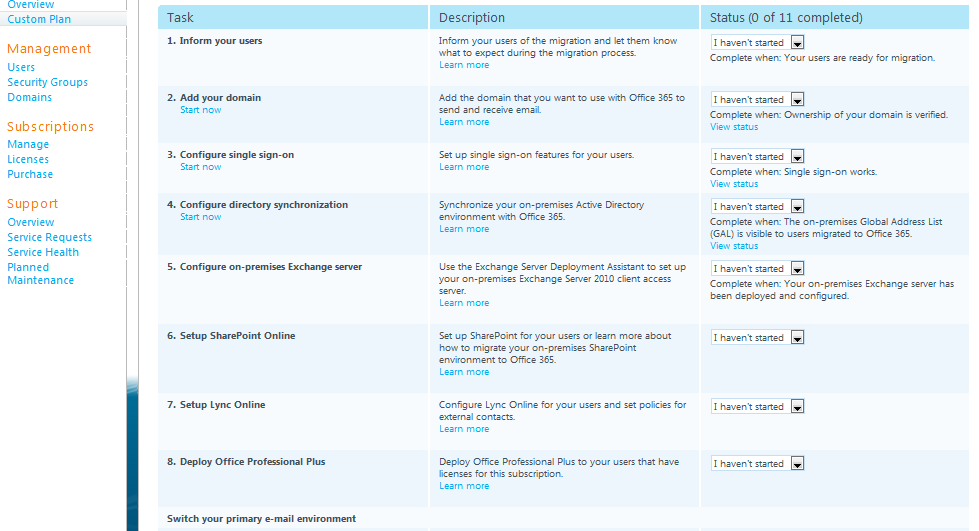 Overview
Custom Plan
Management
Users
Security Groups
Domains
Subscriptions
Manage
Licenses
Purchase
Support
Overview
Service Requests
Service Health
Planned
Maintenance
Task Description Status (0 of 11 completed)
1. Inform your users
Inform your users of the migration and let them know
what to expect during the migration process.
Learn more
I haven't started
Complete when: Your users are ready for migration.
2. Add your domain
Start now
Add the domain that you want to use with Office 365 to
send and receive email.
Learn more
I haven't started
Complete when: Ownership of your domain is verified.
View status
3. Configure single sign-on
Start now
Set up single sign-on features for your users.
Learn more
I haven't started
Complete when: Single sign-on works.
View status
4. Configure directory synchronization
Start now
Synchronize your on-premises Active Directory
environment with Office 365.
Learn more
I haven't started
Complete when: The on-premises Global Address List
(GAL) is visible to users migrated to Office 365.
View status
5. Configure on-premises Exchange server
Use the Exchange Server Deployment Assistant to set up
your on-premises Exchange Server 2010 client access
server.
Learn more
I haven't started
Complete when: Your on-premises Exchange server has
been deployed and configured.
6. Setup SharePoint Online
Set up SharePoint for your users or learn more about
how to migrate your on-premises SharePoint
environment to Office 365.
Learn more
I haven't started
7. Setup Lync Online
Configure Lync Online for your users and set policies for
external contacts.
Learn more
I haven't started
8. Deploy Office Professional Plus
Deploy Office Professional Plus to your users that have
licenses for this subscription.
Learn more
I haven't started
Switch your primary e-mail environment